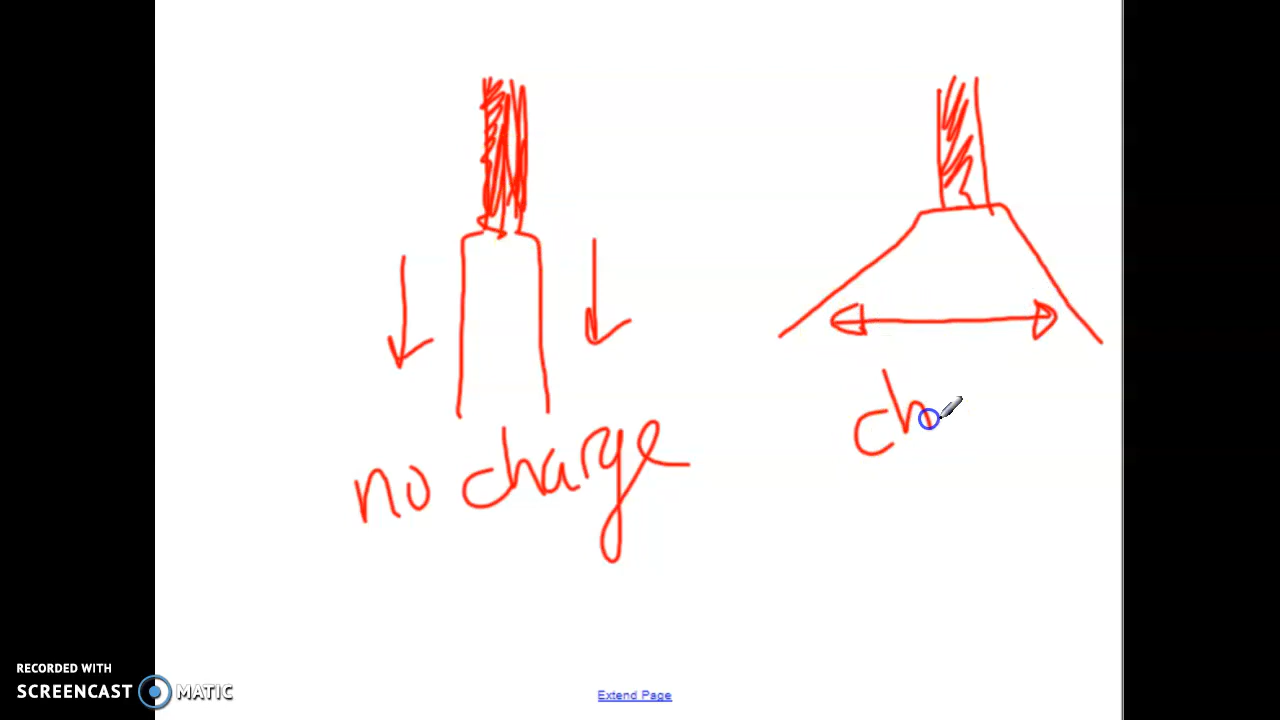 no charge
ch
RECORDED WITH
SCREENCAST MATIC
Extend Page